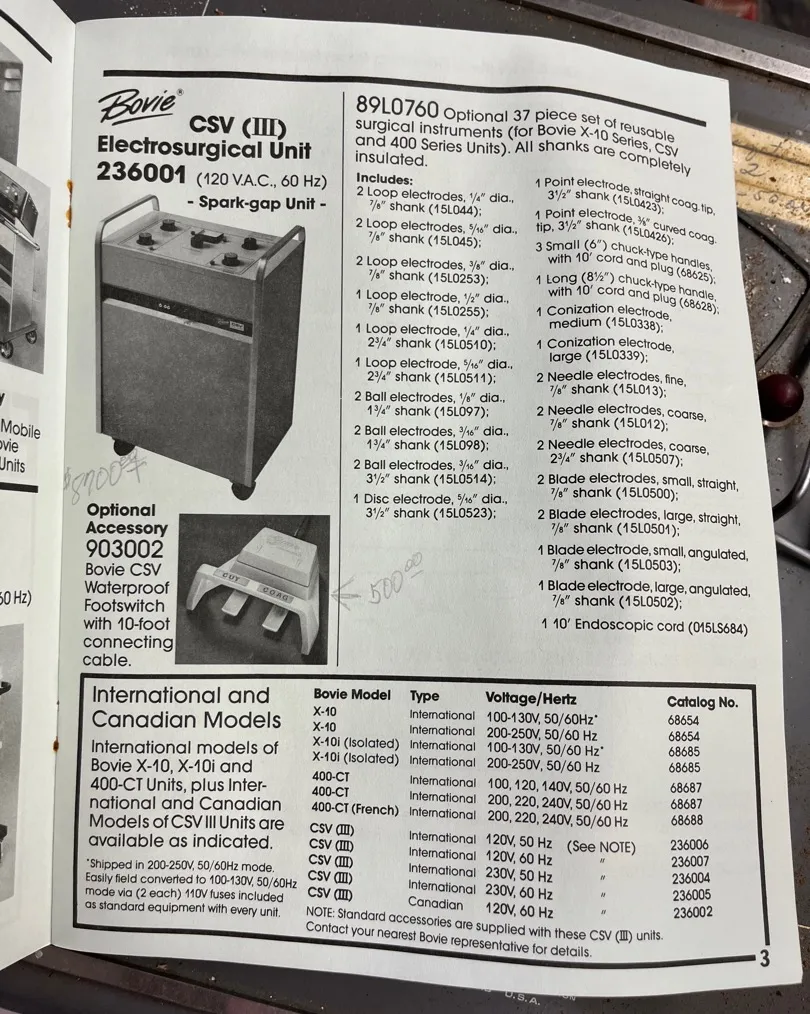 Mobile
ovie
Units
60 Hz)
Bovie®
CSV (III)
Electrosurgical Unit
236001 (120 V.A.C., 60 Hz)
- Spark-gap Unit -
$8700.00
Optional
Accessory
903002
Bovie CSV
Waterproof
Footswitch
with 10-foot
connecting
cable.
Bovie
CUT COAG
500.00
89L0760 Optional 37 piece set of reusable
surgical instruments (for Bovie X-10 Series, CSV
and 400 Series Units). All shanks are completely
insulated.
Includes:
2 Loop electrodes, 1/4" dia.,
7/8" shank (15L044);
2 Loop electrodes, 5/16" dia.,
7/8" shank (15L045);
2 Loop electrodes, 3/8" dia.,
7/8" shank (15L0253);
1 Loop electrode, 1/2" dia.,
7/8" shank (15L0255);
1 Loop electrode, 1/4" dia.,
2 3/4" shank (15L0510);
1 Loop electrode, 5/16" dia.,
2 3/4" shank (15L0511);
2 Ball electrodes, 1/8" dia.,
1 3/4" shank (15L097);
2 Ball electrodes, 3/16" dia.,
1 3/4" shank (15L098);
2 Ball electrodes, 3/16" dia.,
3 1/2" shank (15L0514);
1 Disc electrode, 5/16" dia.,
3 1/2" shank (15L0523);
1 Point electrode, straight coag. tip,
3 1/2" shank (15L0423);
1 Point electrode, 3/8" curved coag.
tip, 3 1/2" shank (15L0426);
3 Small (6") chuck-type handles,
with 10' cord and plug (68625);
1 Long (8 1/2") chuck-type handle,
with 10' cord and plug (68628);
1 Conization electrode,
medium (15L0338);
1 Conization electrode,
large (15L0339);
2 Needle electrodes, fine,
7/8" shank (15L013);
2 Needle electrodes, coarse,
7/8" shank (15L012);
2 Needle electrodes, coarse,
2 3/4" shank (15L0507);
2 Blade electrodes, small, straight,
7/8" shank (15L0500);
2 Blade electrodes, large, straight,
7/8" shank (15L0501);
1 Blade electrode, small, angulated,
7/8" shank (15L0503);
1 Blade electrode, large, angulated,
7/8" shank (15L0502);
1 10' Endoscopic cord (015LS684)
International and
Canadian Models
International models of
Bovie X-10, X-10i and
400-CT Units, plus Inter-
national and Canadian
Models of CSV III Units are
available as indicated.
*Shipped in 200-250V, 50/60Hz mode.
Easily field converted to 100-130V, 50/60Hz
mode via (2 each) 110V fuses included
as standard equipment with every unit.
Bovie Model Type Voltage/Hertz Catalog No.
X-10 International 100-130V, 50/60Hz* 68654
X-10 International 200-250V, 50/60 Hz 68654
X-10i (Isolated) International 100-130V, 50/60 Hz* 68685
X-10i (Isolated) International 200-250V, 50/60 Hz 68685
400-CT International 100, 120, 140V, 50/60 Hz 68687
400-CT International 200, 220, 240V, 50/60 Hz 68687
400-CT (French) International 200, 220, 240V, 50/60 Hz 68688
CSV (III) International 120V, 50 Hz (See NOTE) 236006
CSV (III) International 120V, 60 Hz " 236007
CSV (III) International 230V, 50 Hz " 236004
CSV (III) International 230V, 60 Hz " 236005
CSV (III) Canadian 120V, 60 Hz " 236002
NOTE: Standard accessories are supplied with these CSV (III) units.
Contact your nearest Bovie representative for details.
3
U.S.A.